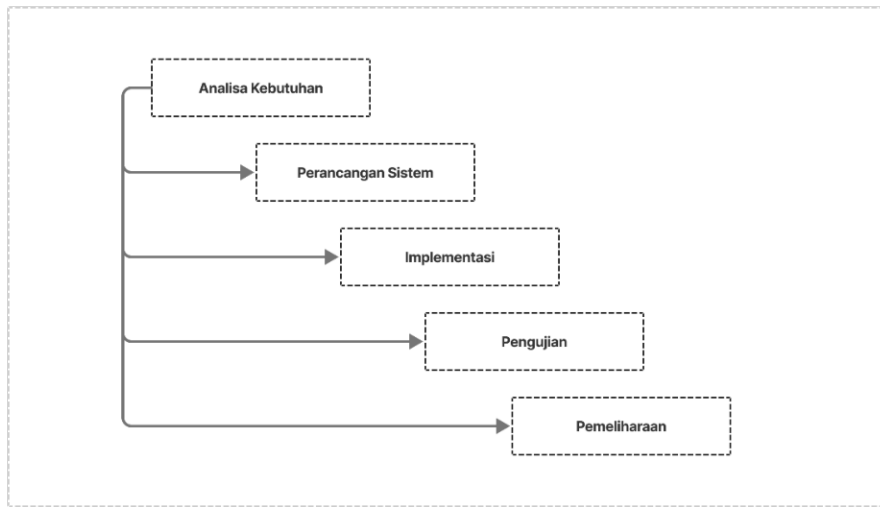 Analisa Kebutuhan
Perancangan Sistem
Implementasi
Pengujian
Pemeliharaan